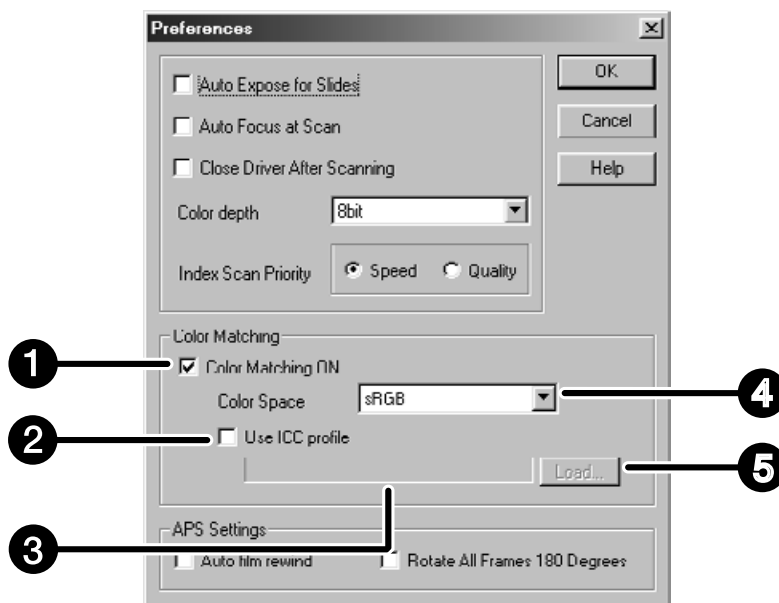 Preferences
Auto Expose for Slides
OK
Auto Focus at Scan
Cancel
Close Driver After Scanning
Help
Color depth 8bit
Index Scan Priority Speed Quality
Color Matching
1 Color Matching ON
Color Space sRGB 4
2 Use ICC profile
Load... 5
3
APS Settings
Auto film rewind Rotate All Frames 180 Degrees